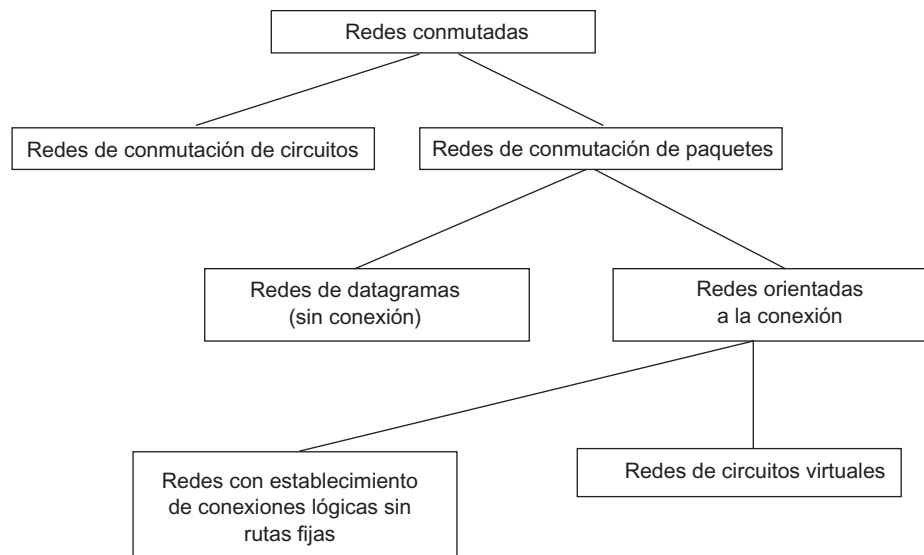 Redes conmutadas
Redes de conmutación de circuitos
Redes de conmutación de paquetes
Redes de datagramas
(sin conexión)
Redes orientadas
a la conexión
Redes con establecimiento
de conexiones lógicas sin
rutas fijas
Redes de circuitos virtuales